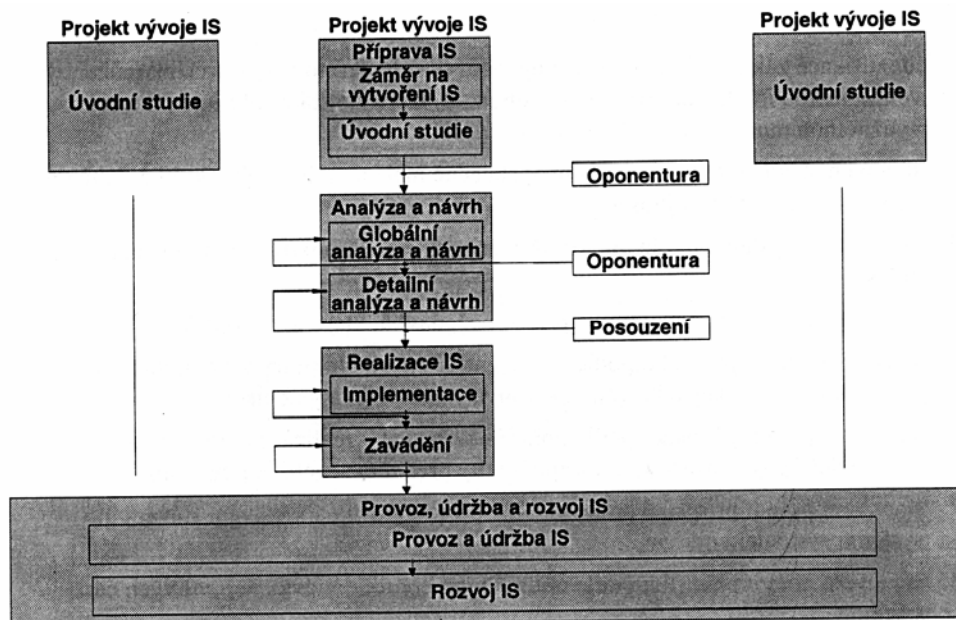 Projekt vývoje IS
Úvodní studie
Projekt vývoje IS
Příprava IS
Záměr na
vytvoření IS
Úvodní studie
Projekt vývoje IS
Úvodní studie
Oponentura
Analýza a návrh
Globální
analýza a návrh
Oponentura
Detailní
analýza a návrh
Posouzení
Realizace IS
Implementace
Zavádění
Provoz, údržba a rozvoj IS
Provoz a údržba IS
Rozvoj IS